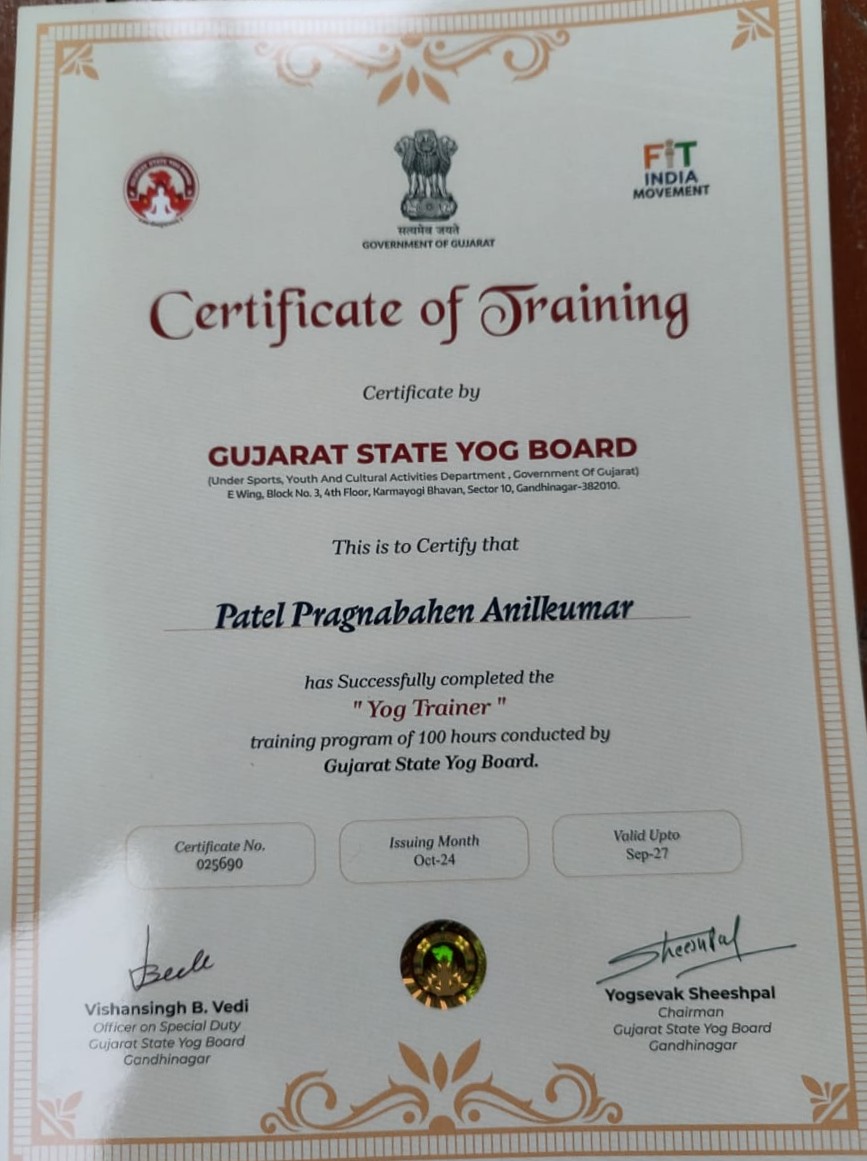 GUJARAT STATE YOG BOARD
FiT
INDIA
MOVEMENT
सत्यमेव जयते
GOVERNMENT OF GUJARAT
Certificate of Training
Certificate by
GUJARAT STATE YOG BOARD
(Under Sports, Youth And Cultural Activities Department , Government Of Gujarat)
E Wing, Block No. 3, 4th Floor, Karmayogi Bhavan, Sector 10, Gandhinagar-382010.
This is to Certify that
Patel Pragnabahen Anilkumar
has Successfully completed the
" Yog Trainer "
training program of 100 hours conducted by
Gujarat State Yog Board.
Certificate No.
025690
Issuing Month
Oct-24
Valid Upto
Sep-27
Sheeshpal
Vishansingh B. Vedi
Officer on Special Duty
Gujarat State Yog Board
Gandhinagar
Yogsevak Sheeshpal
Chairman
Gujarat State Yog Board
Gandhinagar